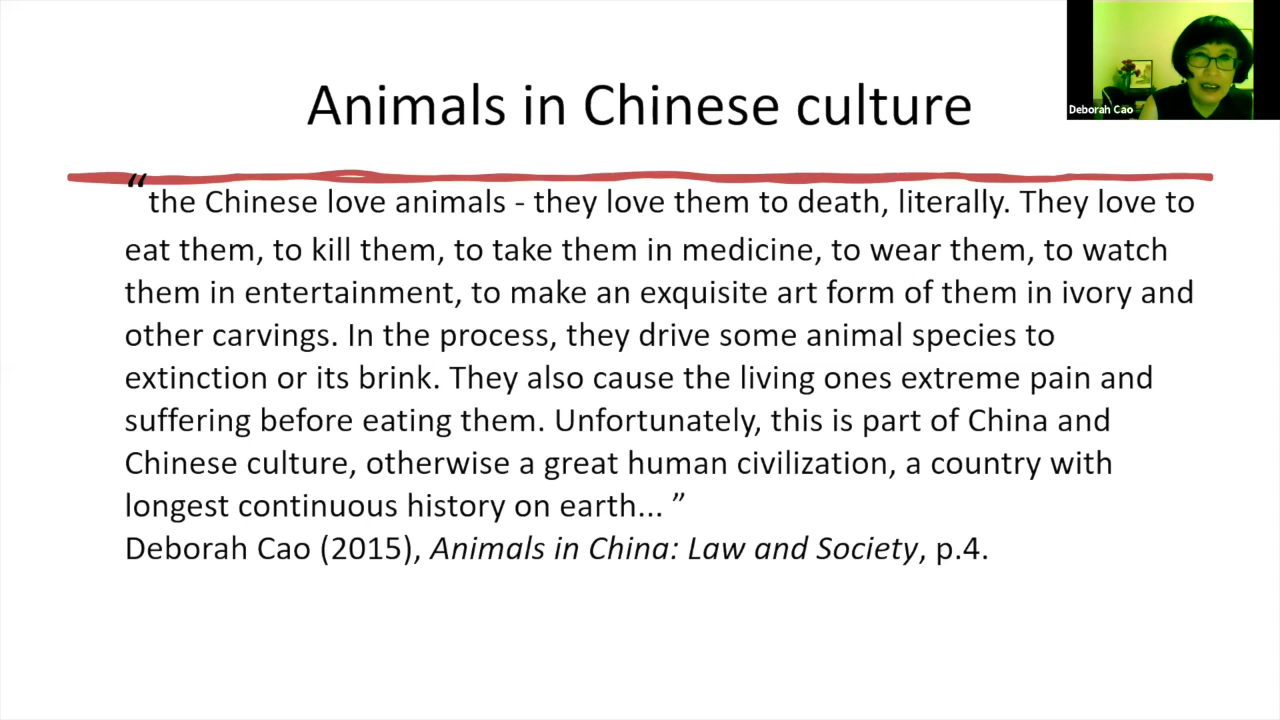 Animals in Chinese culture
Deborah Cao
“the Chinese love animals - they love them to death, literally. They love to
eat them, to kill them, to take them in medicine, to wear them, to watch
them in entertainment, to make an exquisite art form of them in ivory and
other carvings. In the process, they drive some animal species to
extinction or its brink. They also cause the living ones extreme pain and
suffering before eating them. Unfortunately, this is part of China and
Chinese culture, otherwise a great human civilization, a country with
longest continuous history on earth... ”
Deborah Cao (2015), Animals in China: Law and Society, p.4.